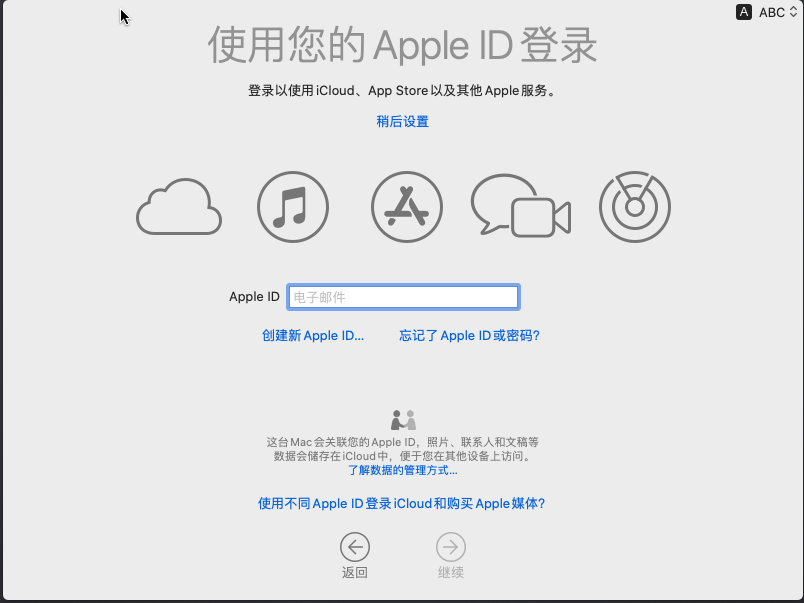 A ABC
使用您的 Apple ID 登录
登录以使用 iCloud、App Store 以及其他 Apple 服务。
稍后设置
Apple ID 电子邮件
创建新 Apple ID... 忘记了 Apple ID 或密码?
这台 Mac 会关联您的 Apple ID，照片、联系人和文稿等
数据会储存在 iCloud 中，便于您在其他设备上访问。
了解数据的管理方式...
使用不同 Apple ID 登录 iCloud 和购买 Apple 媒体?
返回 继续